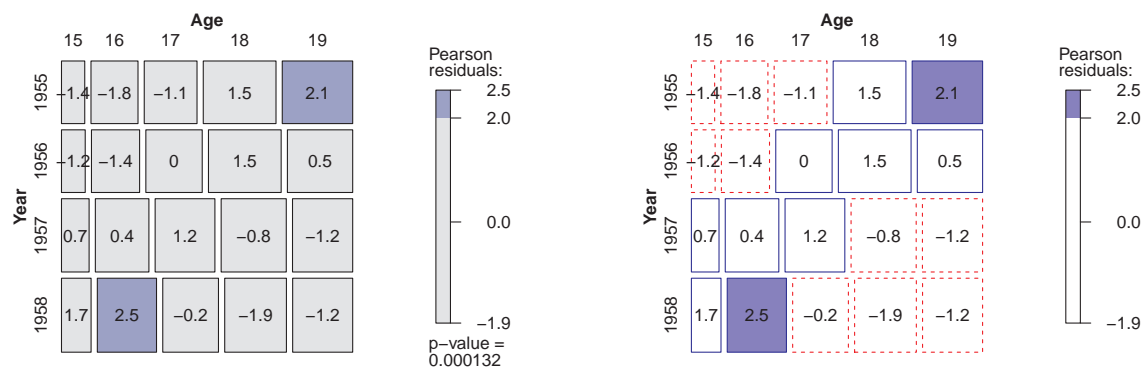 Age
15 16 17 18 19
Year
1955 −1.4 −1.8 −1.1 1.5 2.1
1956 −1.2 −1.4 0 1.5 0.5
1957 0.7 0.4 1.2 −0.8 −1.2
1958 1.7 2.5 −0.2 −1.9 −1.2
Pearson
residuals:
2.5
2.0
0.0
−1.9
p−value =
0.000132
Age
15 16 17 18 19
Year
1955 −1.4 −1.8 −1.1 1.5 2.1
1956 −1.2 −1.4 0 1.5 0.5
1957 0.7 0.4 1.2 −0.8 −1.2
1958 1.7 2.5 −0.2 −1.9 −1.2
Pearson
residuals:
2.5
2.0
0.0
−1.9